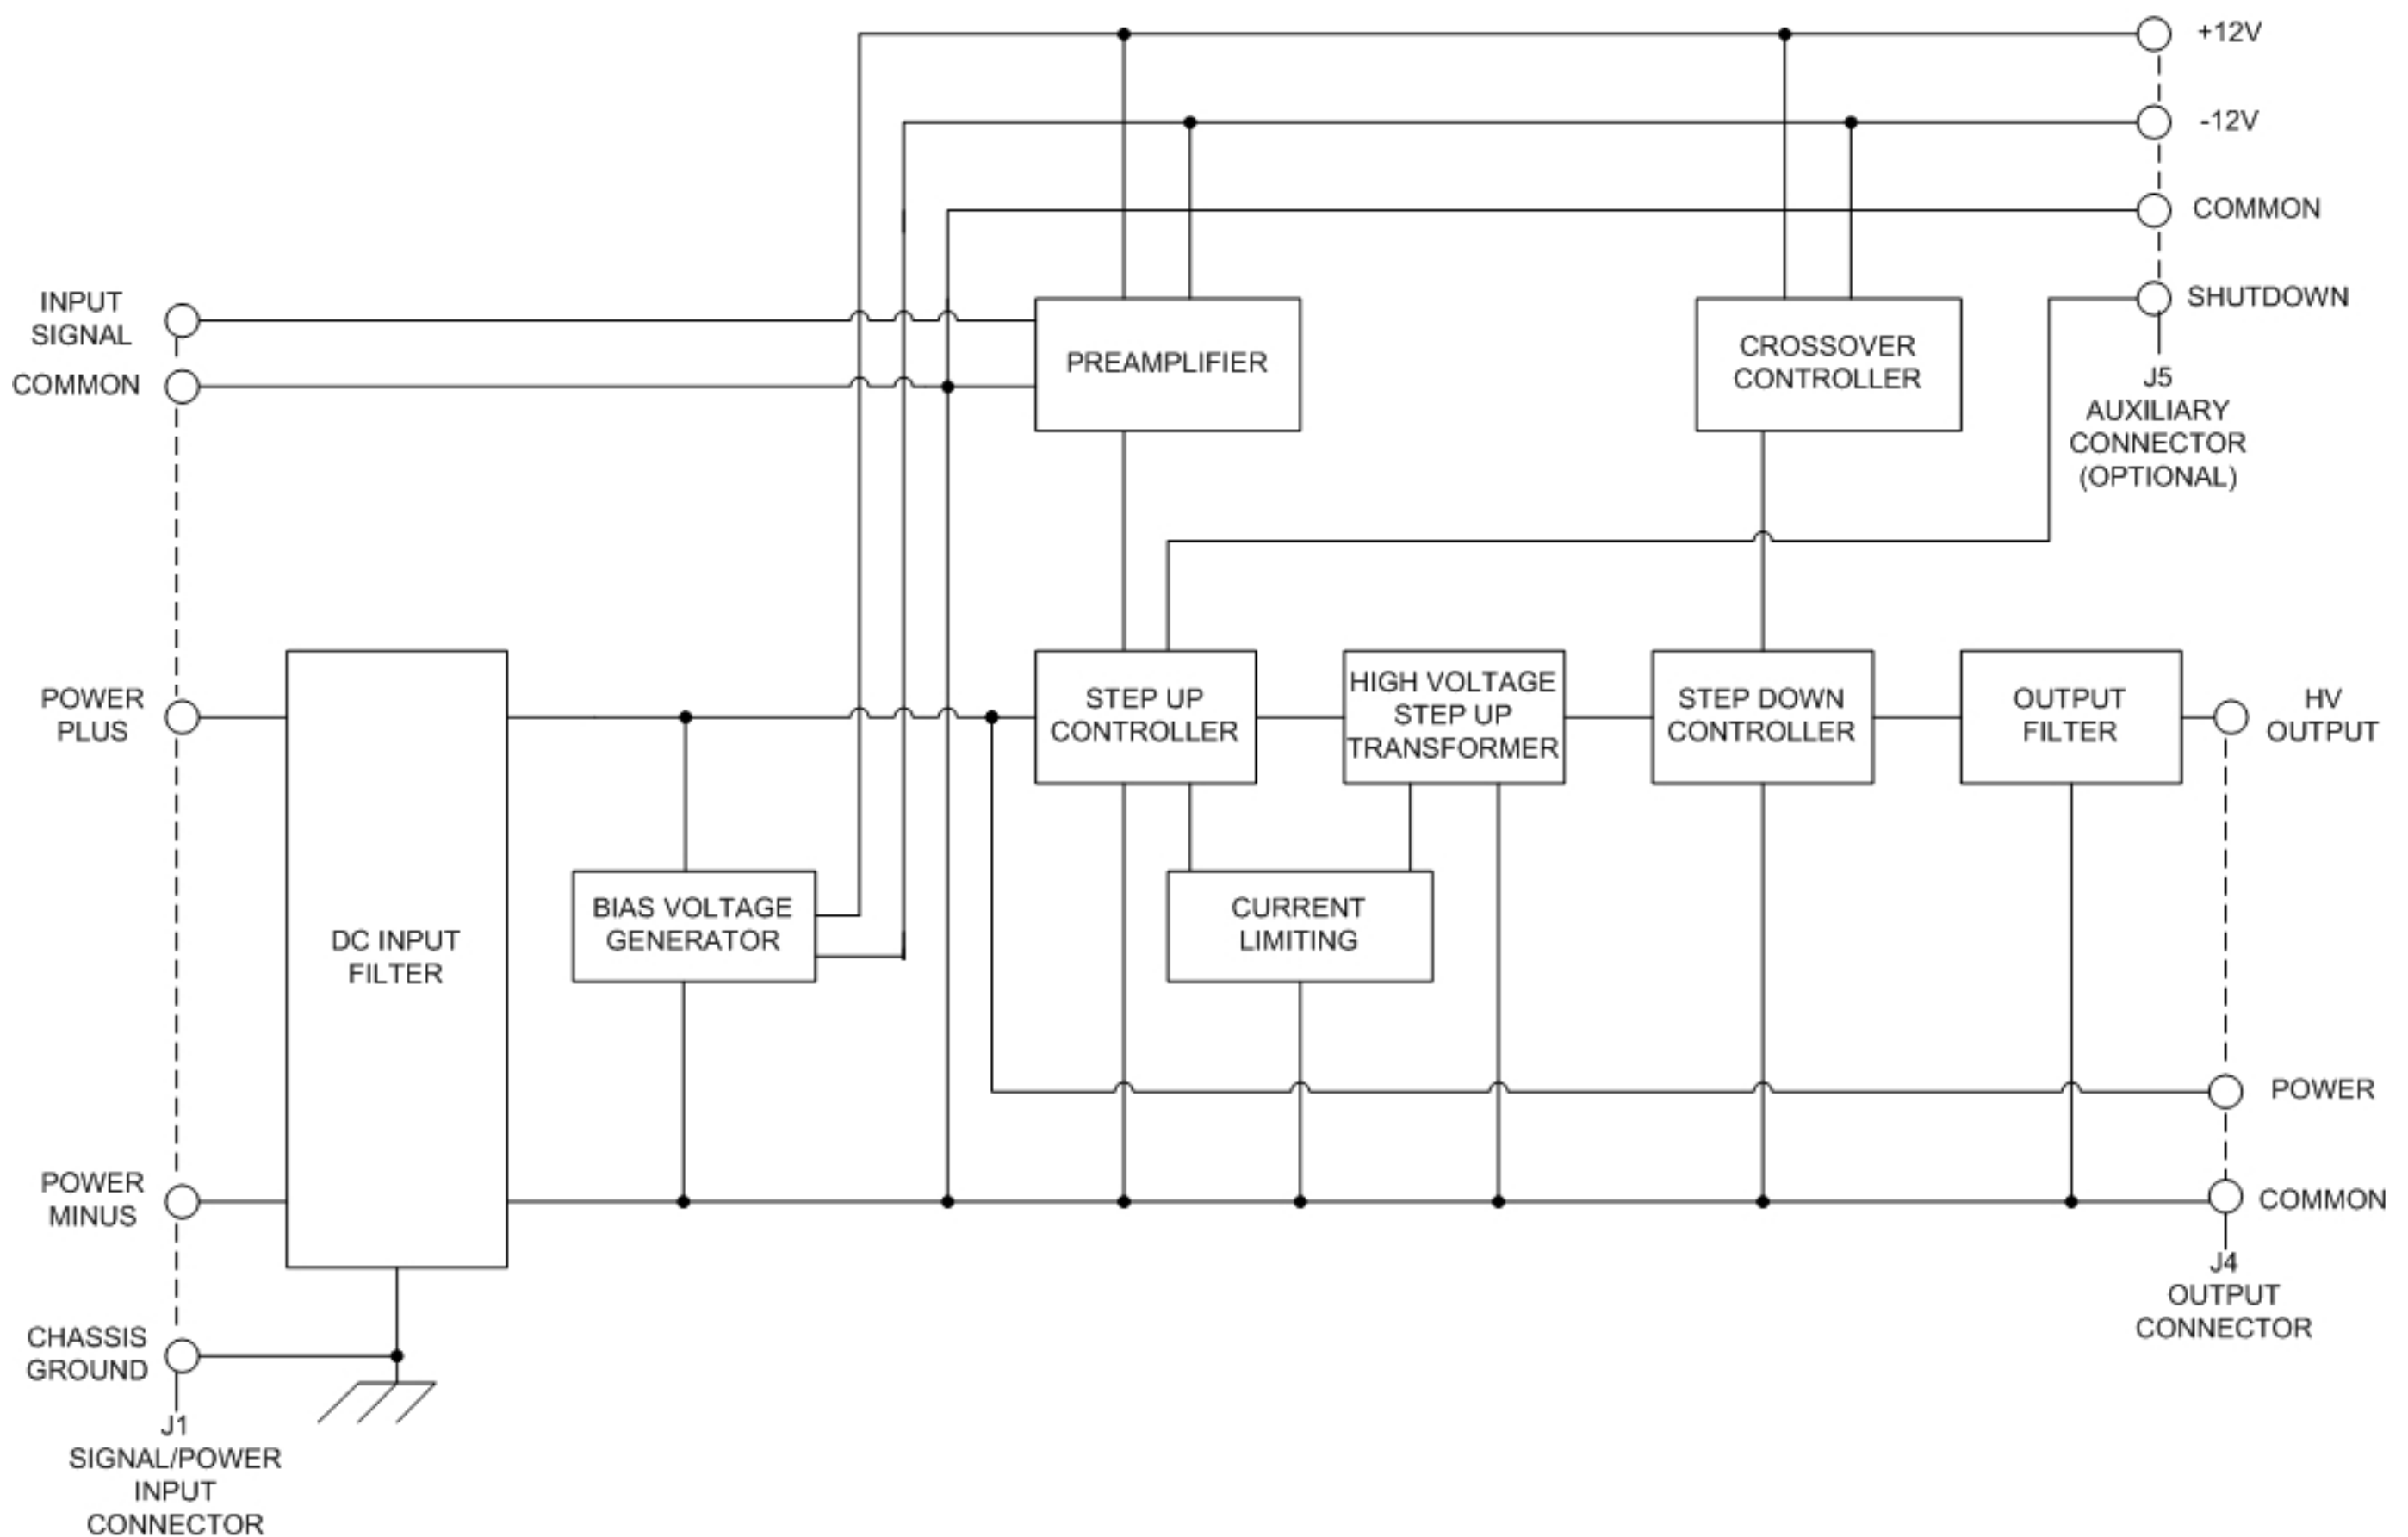 +12V
-12V
COMMON
SHUTDOWN
J5
AUXILIARY
CONNECTOR
(OPTIONAL)
INPUT
SIGNAL
COMMON
PREAMPLIFIER
CROSSOVER
CONTROLLER
POWER
PLUS
STEP UP
CONTROLLER
HIGH VOLTAGE
STEP UP
TRANSFORMER
STEP DOWN
CONTROLLER
OUTPUT
FILTER
HV
OUTPUT
DC INPUT
FILTER
BIAS VOLTAGE
GENERATOR
CURRENT
LIMITING
POWER
POWER
MINUS
COMMON
J4
OUTPUT
CONNECTOR
CHASSIS
GROUND
J1
SIGNAL/POWER
INPUT
CONNECTOR